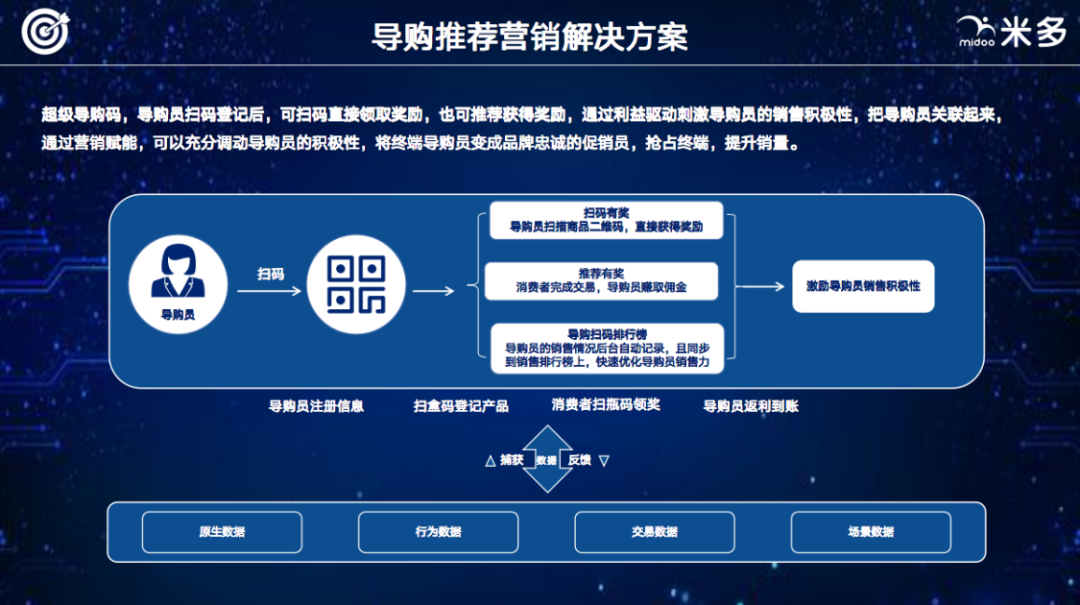 导购推荐营销解决方案
midoo 米多
超级导购码，导购员扫码登记后，可扫码直接领取奖励，也可推荐获得奖励，通过利益驱动刺激导购员的销售积极性，把导购员关联起来，
通过营销赋能，可以充分调动导购员的积极性，将终端导购员变成品牌忠诚的促销员，抢占终端，提升销量。
导购员
扫码
扫码有奖
导购员扫描商品二维码，直接获得奖励
推荐有奖
消费者完成交易，导购员赚取佣金
导购扫码排行榜
导购员的销售情况后台自动记录，且同步
到销售排行榜上，快速优化导购员销售力
激励导购员销售积极性
导购员注册信息
扫盒码登记产品
消费者扫瓶码领奖
导购员返利到账
△ 捕获
数据
反馈 ▽
原生数据
行为数据
交易数据
场景数据